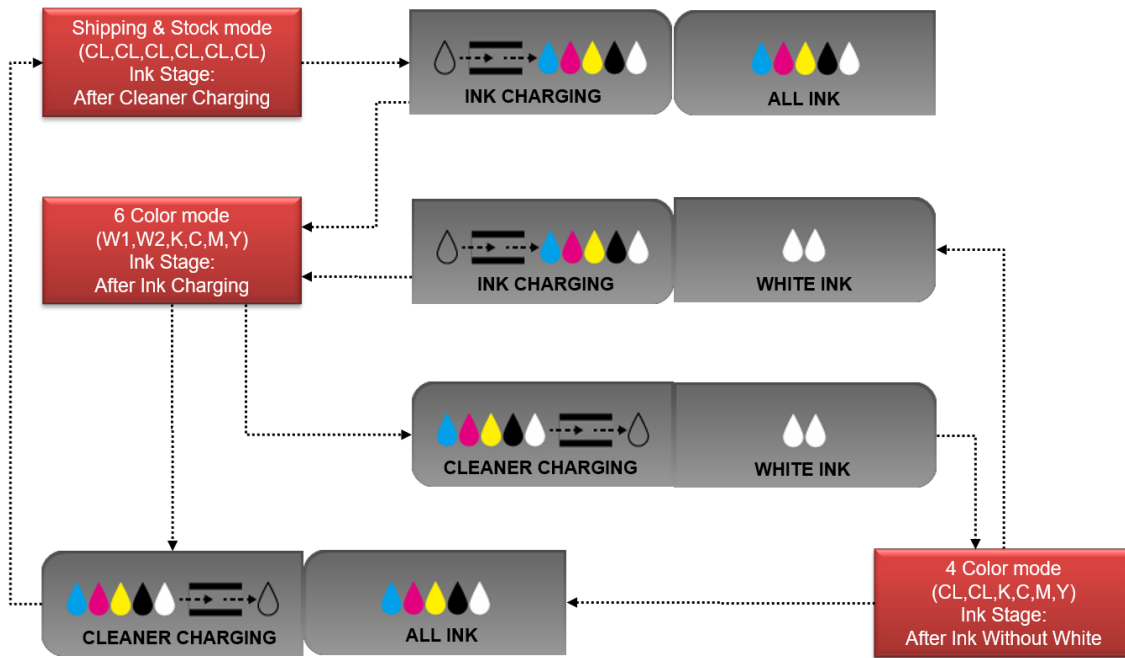 Shipping & Stock mode
(CL,CL,CL,CL,CL,CL)
Ink Stage:
After Cleaner Charging
INK CHARGING
ALL INK
6 Color mode
(W1,W2,K,C,M,Y)
Ink Stage:
After Ink Charging
INK CHARGING
WHITE INK
CLEANER CHARGING
WHITE INK
CLEANER CHARGING
ALL INK
4 Color mode
(CL,CL,K,C,M,Y)
Ink Stage:
After Ink Without White